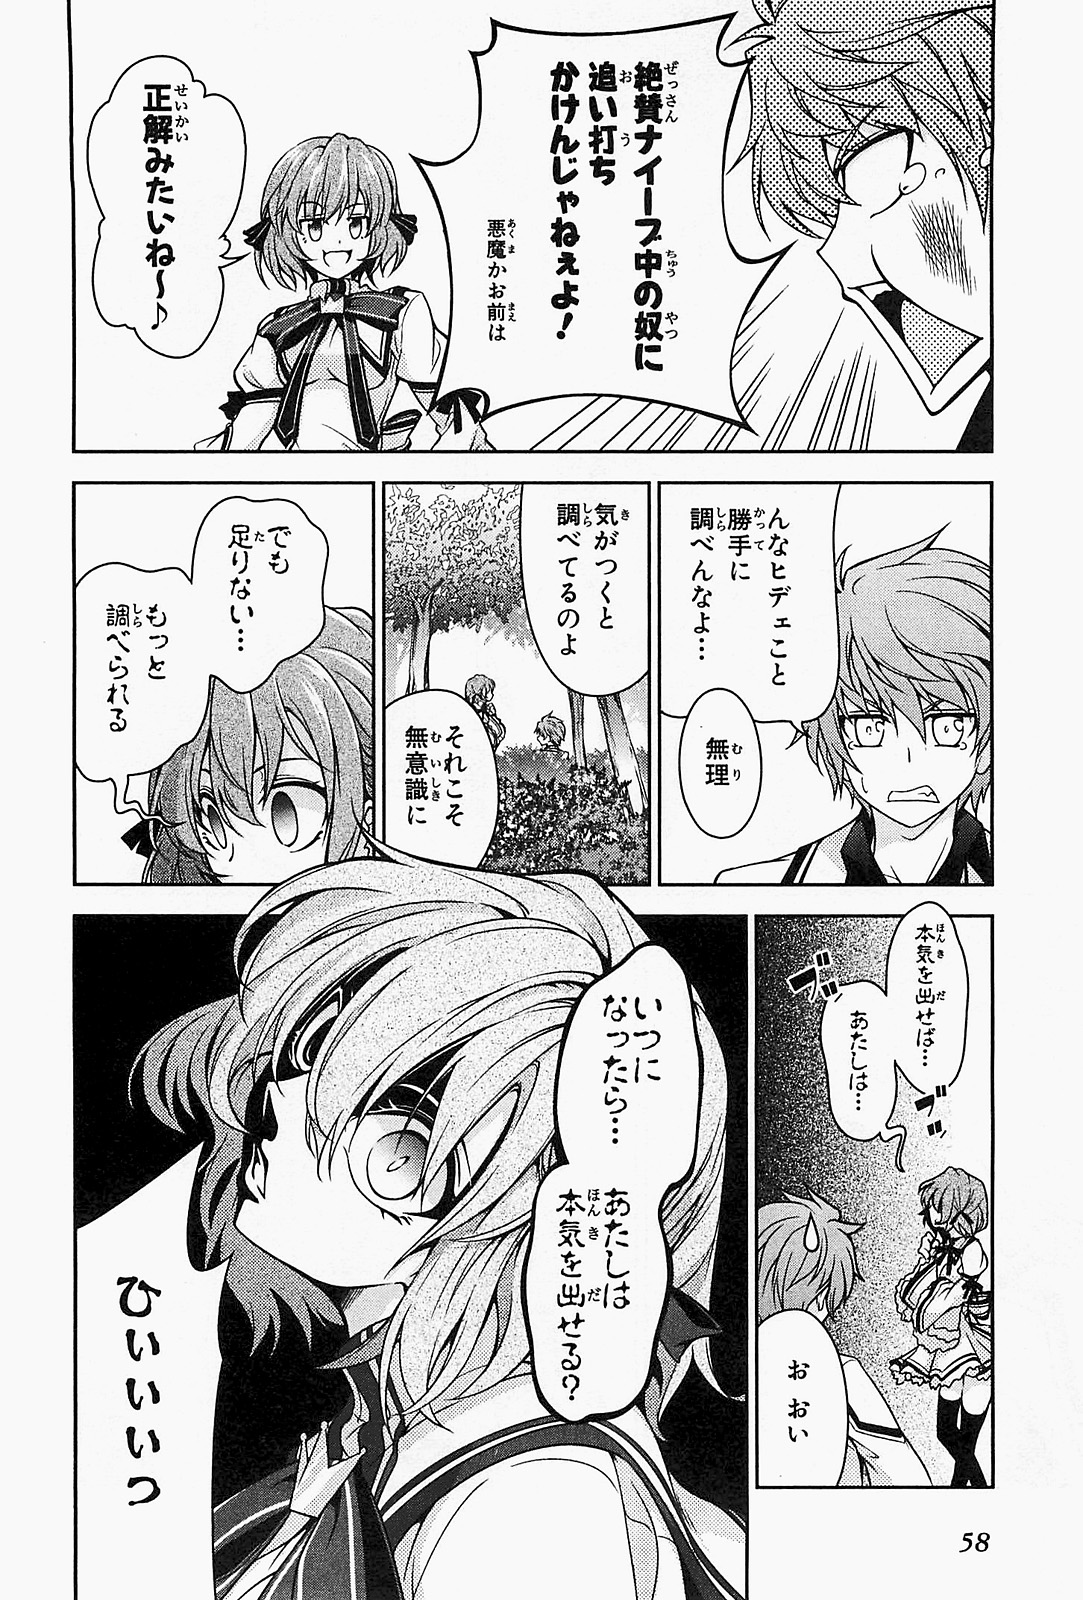 絶賛ナイーブ中の奴に
追い打ち
かけんじゃねぇよ！
悪魔かお前は
正解みたいね～♪
んなヒデェこと
勝手に
調べんなよ…
無理
気がつくと
調べてるのよ
それこそ
無意識に
でも
足りない…
もっと
調べられる
本気を出せば…
あたしは…
ブツ
ブツ
お おい
いつに
なったら…
あたしは
本気を出せる？
ひいいいっ
58